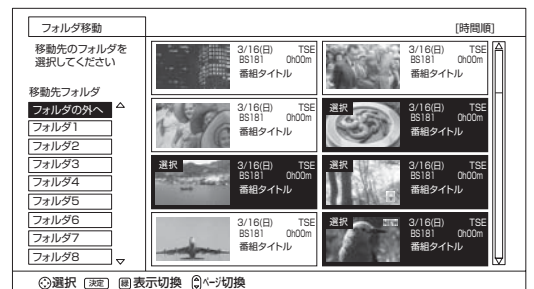 フォルダ移動
[時間順]
移動先のフォルダを
選択してください
移動先フォルダ
フォルダの外へ
フォルダ1
フォルダ2
フォルダ3
フォルダ4
フォルダ5
フォルダ6
フォルダ7
フォルダ8
3/16(日) TSE
BS181 0h00m
番組タイトル
3/16(日) TSE
BS181 0h00m
番組タイトル
3/16(日) TSE
BS181 0h00m
番組タイトル
選択
3/16(日) TSE
BS181 0h00m
番組タイトル
選択
3/16(日) TSE
BS181 0h00m
番組タイトル
選択
3/16(日) TSE
BS181 0h00m
番組タイトル
3/16(日) TSE
BS181 0h00m
番組タイトル
選択 NEW
3/16(日) TSE
BS181 0h00m
番組タイトル
選択 決定 緑 表示切換 ページ切換